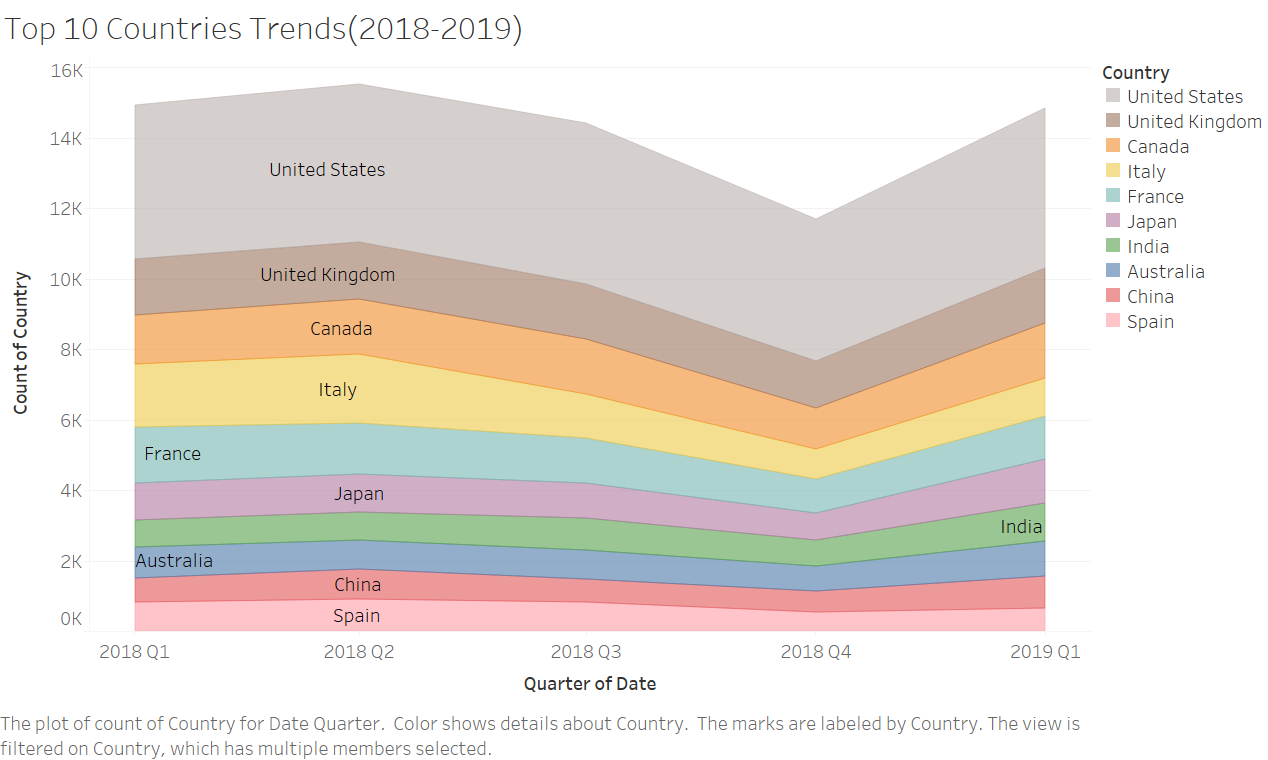 Top 10 Countries Trends(2018-2019)
16K
14K
12K
10K
8K
6K
4K
2K
0K
Count of Country
United States
United Kingdom
Canada
Italy
France
Japan
India
Australia
China
Spain
2018 Q1
2018 Q2
2018 Q3
2018 Q4
2019 Q1
Quarter of Date
Country
United States
United Kingdom
Canada
Italy
France
Japan
India
Australia
China
Spain
The plot of count of Country for Date Quarter.  Color shows details about Country.  The marks are labeled by Country. The view is
filtered on Country, which has multiple members selected.